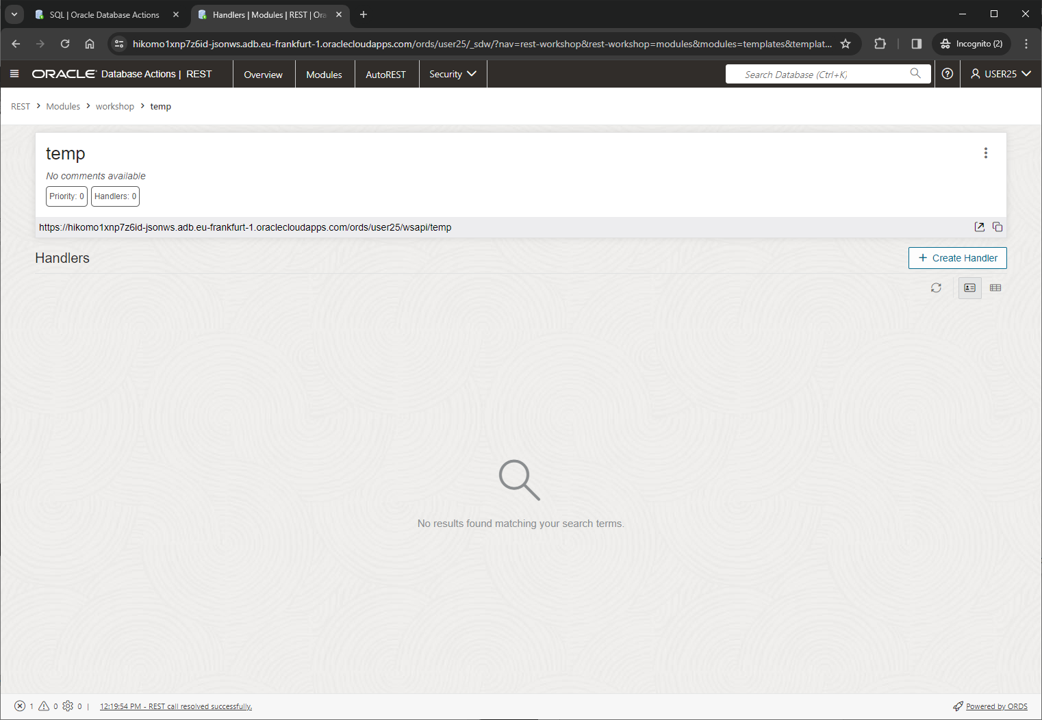 SQL | Oracle Database Actions
Handlers | Modules | REST | Ora
hikomo1xnp7z6id-jsonws.adb.eu-frankfurt-1.oraclecloudapps.com/ords/user25/_sdw/?nav=rest-workshop&rest-workshop=modules&modules=templates&templat...
Incognito (2)
ORACLE Database Actions | REST
Overview
Modules
AutoREST
Security
Search Database (Ctrl+K)
USER25
REST > Modules > workshop > temp
temp
No comments available
Priority: 0
Handlers: 0
https://hikomo1xnp7z6id-jsonws.adb.eu-frankfurt-1.oraclecloudapps.com/ords/user25/wsapi/temp
Handlers
+ Create Handler
No results found matching your search terms.
1 0 0 | 12:19:54 PM - REST call resolved successfully.
Powered by ORDS